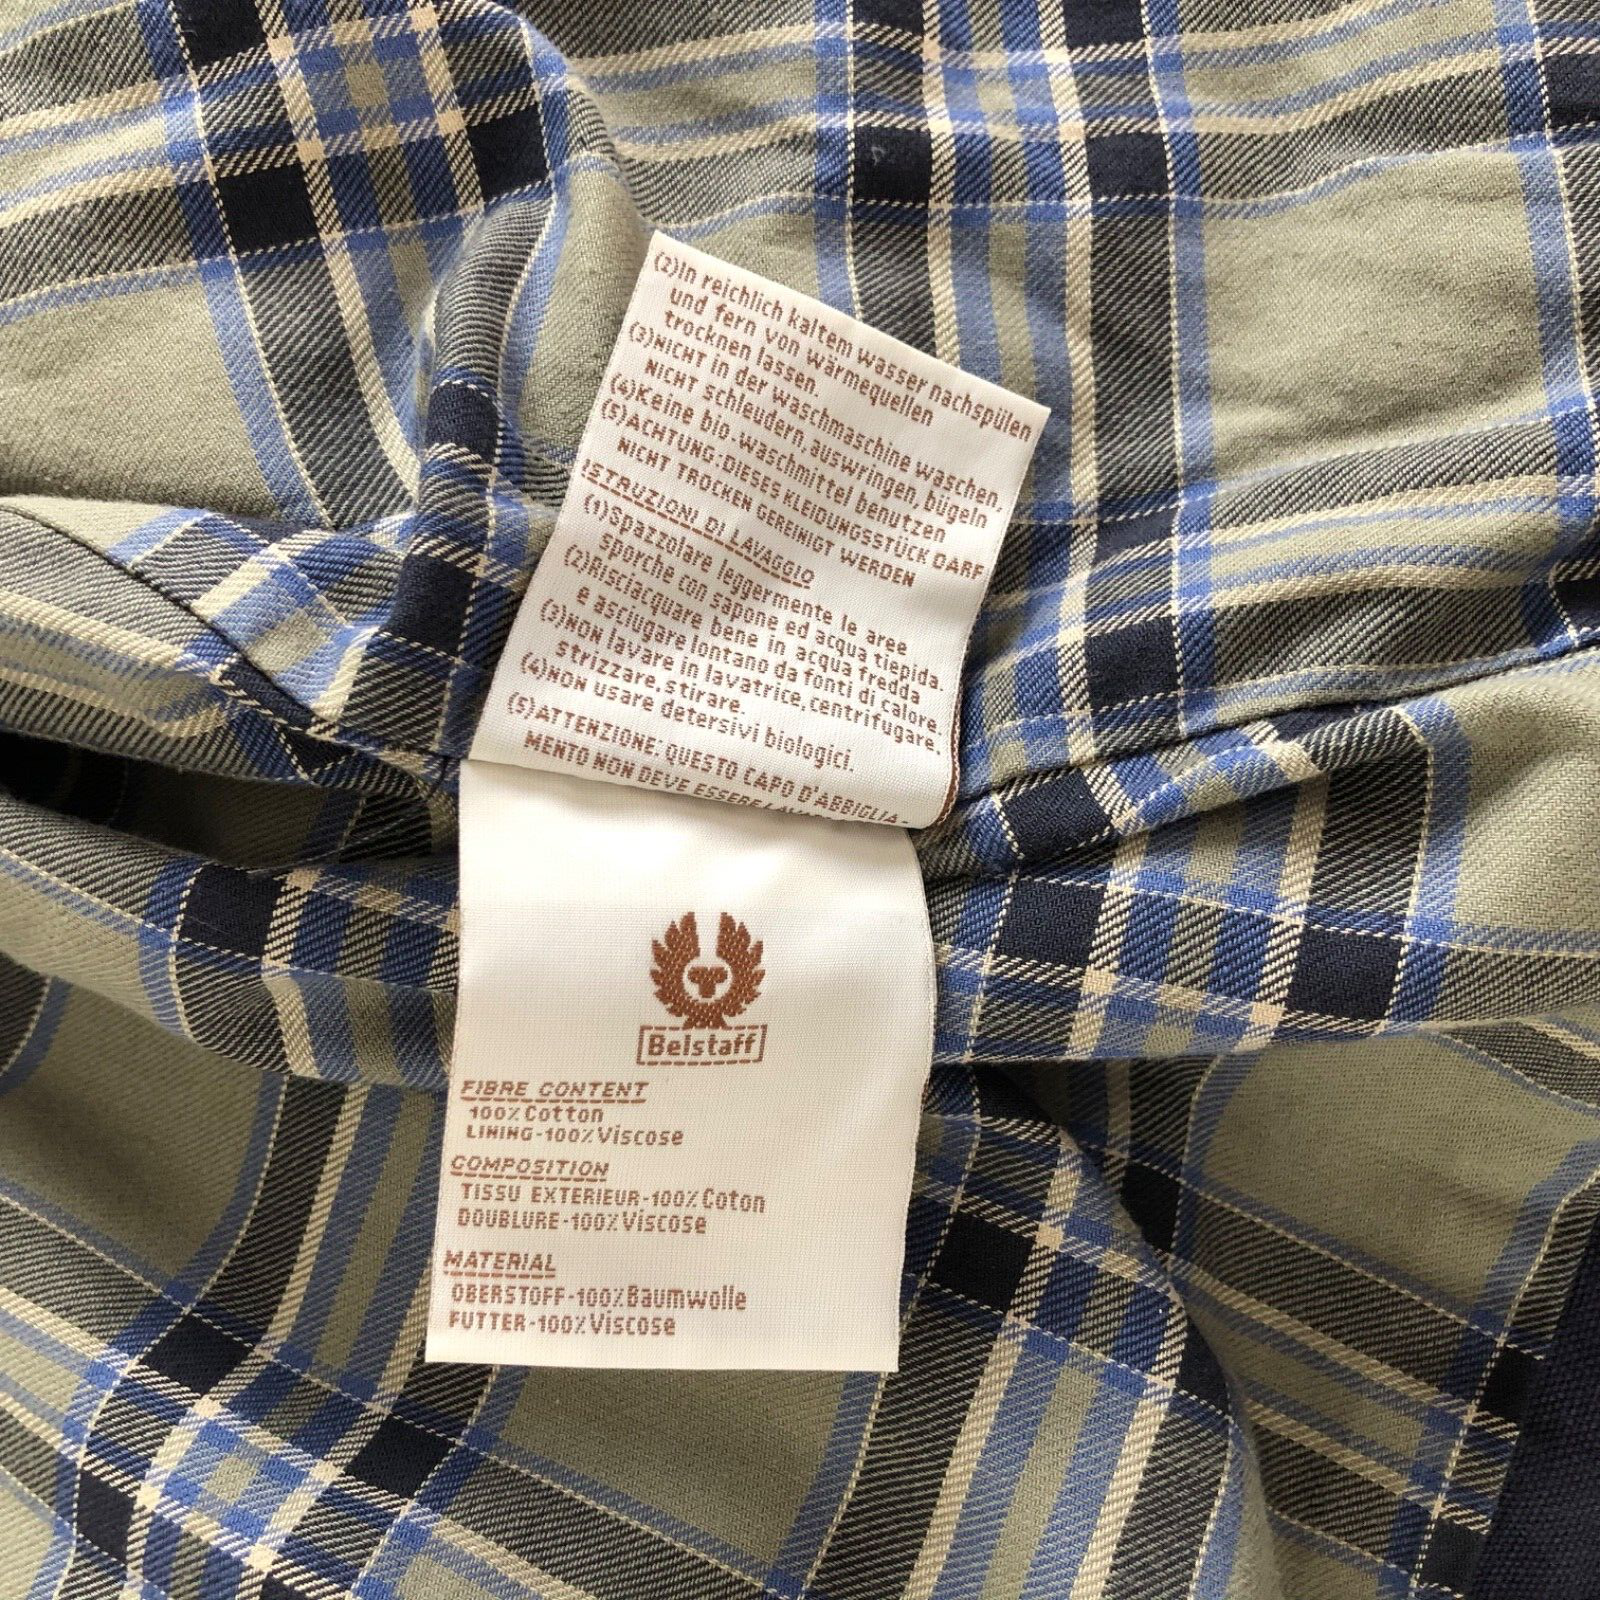 (2)In reichlich kaltem wasser nachspülen
und fern von wärmequellen
trocknen lassen.
(3)NICHT in der waschmaschine waschen,
NICHT schleudern, auswringen, bügeln
(4)Keine bio-waschmittel benutzen
(5)ACHTUNG:DIESES KLEIDUNGSSTÜCK DARF
NICHT TROCKEN GEREINIGT WERDEN
ISTRUZIONI DI LAVAGGIO
(1)Spazzolare leggermente le aree
sporche con sapone ed acqua tiepida.
(2)Risciacquare bene in acqua fredda
e asciugare lontano da fonti di calore.
(3)NON lavare in lavatrice, centrifugare,
strizzare, stirare.
(4)NON usare detersivi biologici.
(5)ATTENZIONE: QUESTO CAPO D'ABBIGLIA-
MENTO NON DEVE ESSERE
Belstaff
FIBRE CONTENT
100% Cotton
LINING-100% Viscose
COMPOSITION
TISSU EXTERIEUR-100% Coton
DOUBLURE-100% Viscose
MATERIAL
OBERSTOFF-100% Baumwolle
FUTTER-100% Viscose